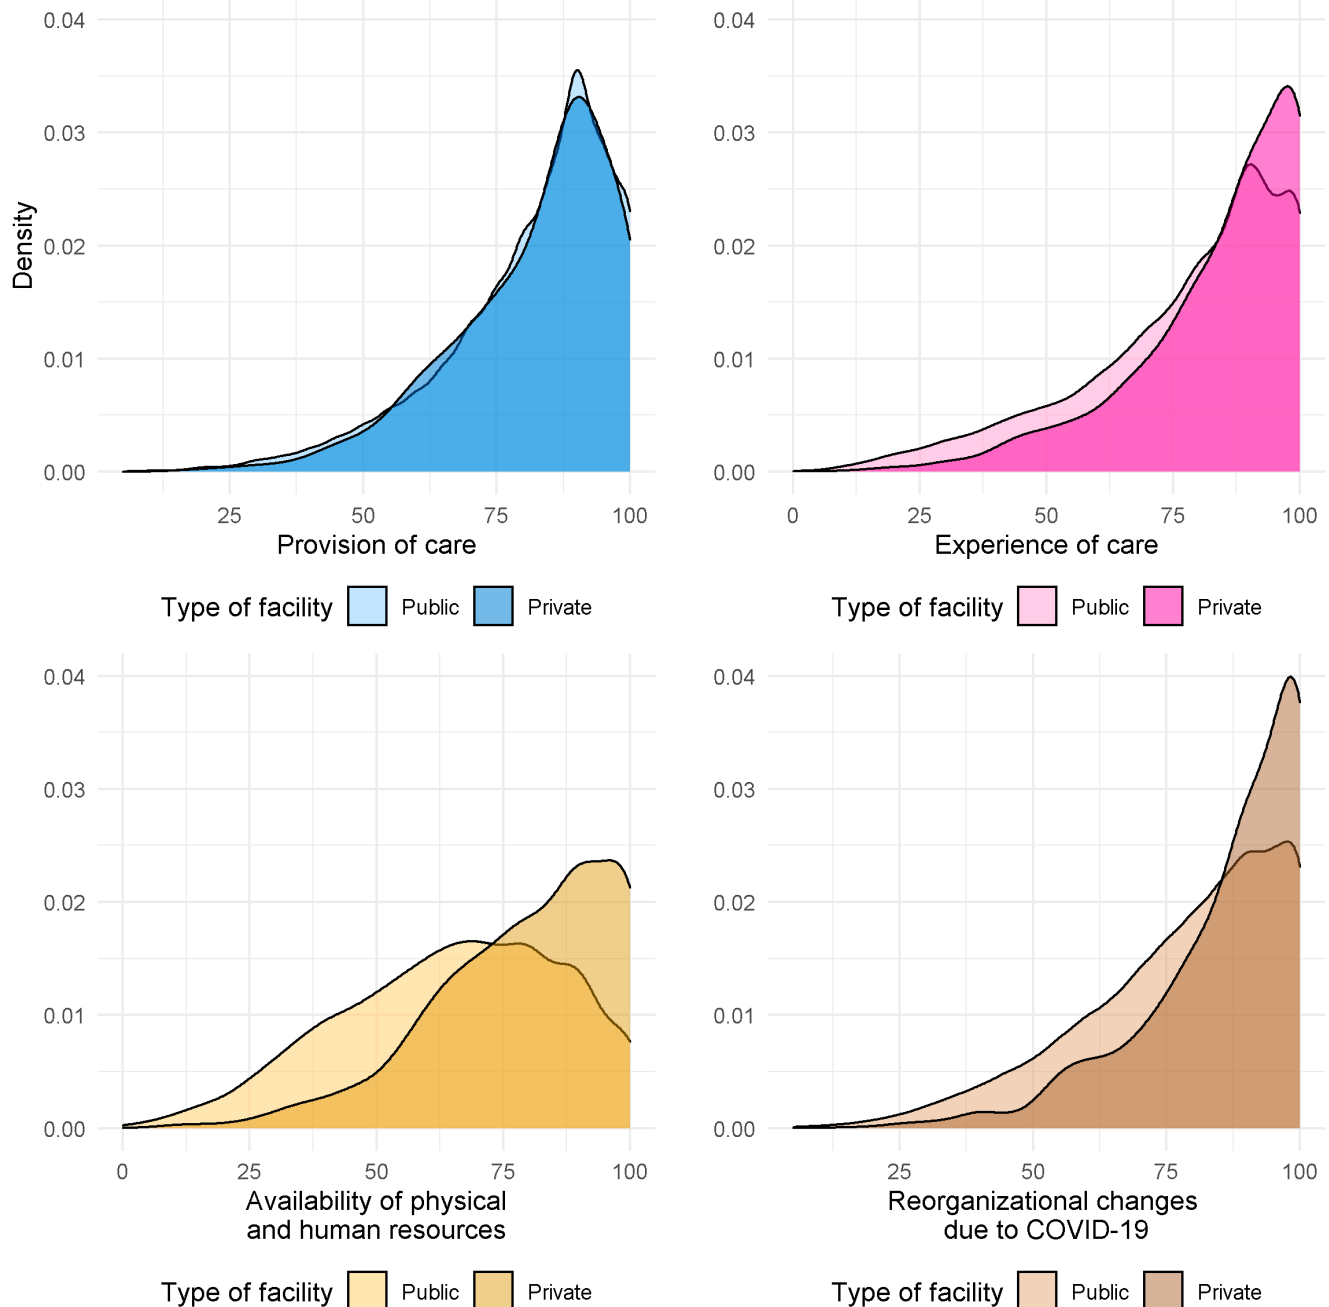 0.04
0.03
0.02
0.01
0.00
Density
25 50 75 100
Provision of care
Type of facility Public Private
0.04
0.03
0.02
0.01
0.00
0 25 50 75 100
Experience of care
Type of facility Public Private
0.04
0.03
0.02
0.01
0.00
0 25 50 75 100
Availability of physical
and human resources
Type of facility Public Private
0.04
0.03
0.02
0.01
0.00
25 50 75 100
Reorganizational changes
due to COVID-19
Type of facility Public Private